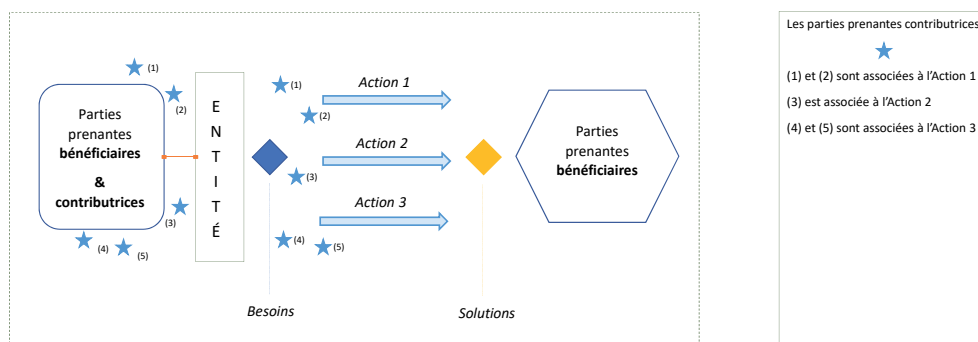 (1)
(2)
Parties
prenantes
bénéficiaires
&
contributrices
(3)
(4)
(5)
E
N
T
I
T
É
(1)
(2)
(3)
(4)
(5)
Action 1
Action 2
Action 3
Besoins
Solutions
Parties
prenantes
bénéficiaires
Les parties prenantes contributrices
(1) et (2) sont associées à l'Action 1
(3) est associée à l'Action 2
(4) et (5) sont associées à l'Action 3